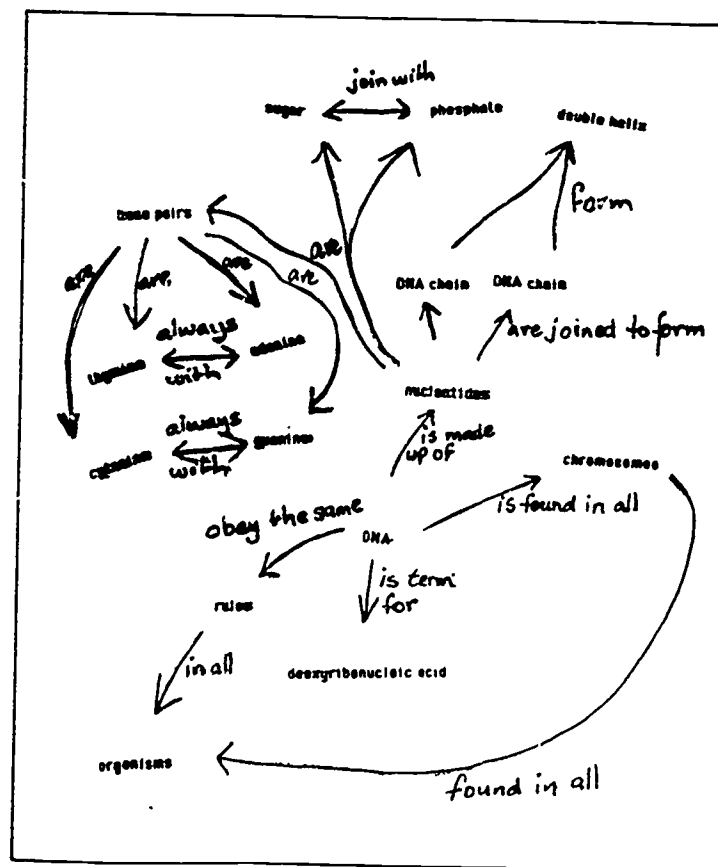 join with
sugar
phosphate
double helix
form
base pairs
are
are
are
are
are
DNA chain
DNA chain
always
are joined to form
thymine
adenine
with
nucleotides
always
guanine
cytosine
with
is made
up of
chromosomes
is found in all
obey the same
DNA
is term
for
rules
in all
deoxyribonucleic acid
organisms
found in all